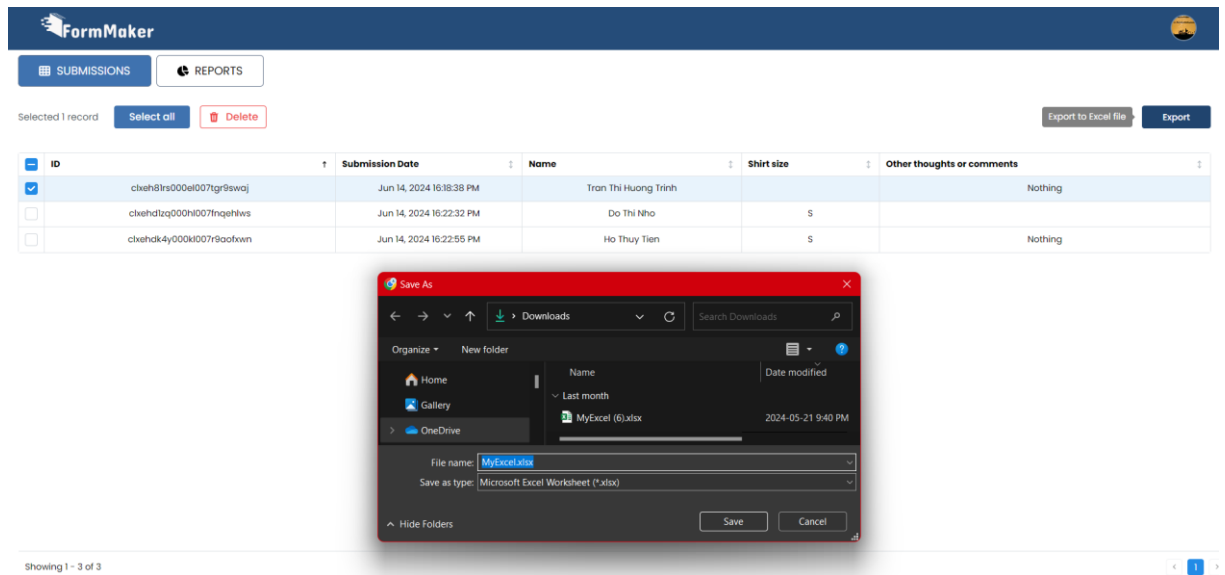 FormMaker
SUBMISSIONS REPORTS
Selected 1 record Select all Delete Export to Excel file Export
ID Submission Date Name Shirt size Other thoughts or comments
clxeh81rs000el007tgr9swaj Jun 14, 2024 16:18:38 PM Tran Thi Huong Trinh Nothing
clxehd1zq000hl007fnqehlws Jun 14, 2024 16:22:32 PM Do Thi Nho S
clxehdk4y000kl007r9aofxwn Jun 14, 2024 16:22:55 PM Ho Thuy Tien S Nothing
Save As
Downloads Search Downloads
Organize New folder
Name Date modified
Home
Last month
Gallery
MyExcel (6).xlsx 2024-05-21 9:40 PM
OneDrive
File name: MyExcel.xlsx
Save as type: Microsoft Excel Worksheet (*.xlsx)
Hide Folders Save Cancel
Showing 1 - 3 of 3 1